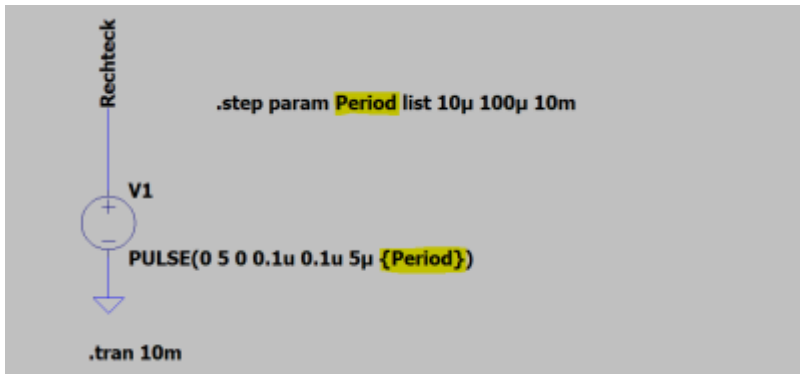 Rechteck
.step param Period list 10µ 100µ 10m
V1
PULSE(0 5 0 0.1u 0.1u 5µ {Period})
.tran 10m